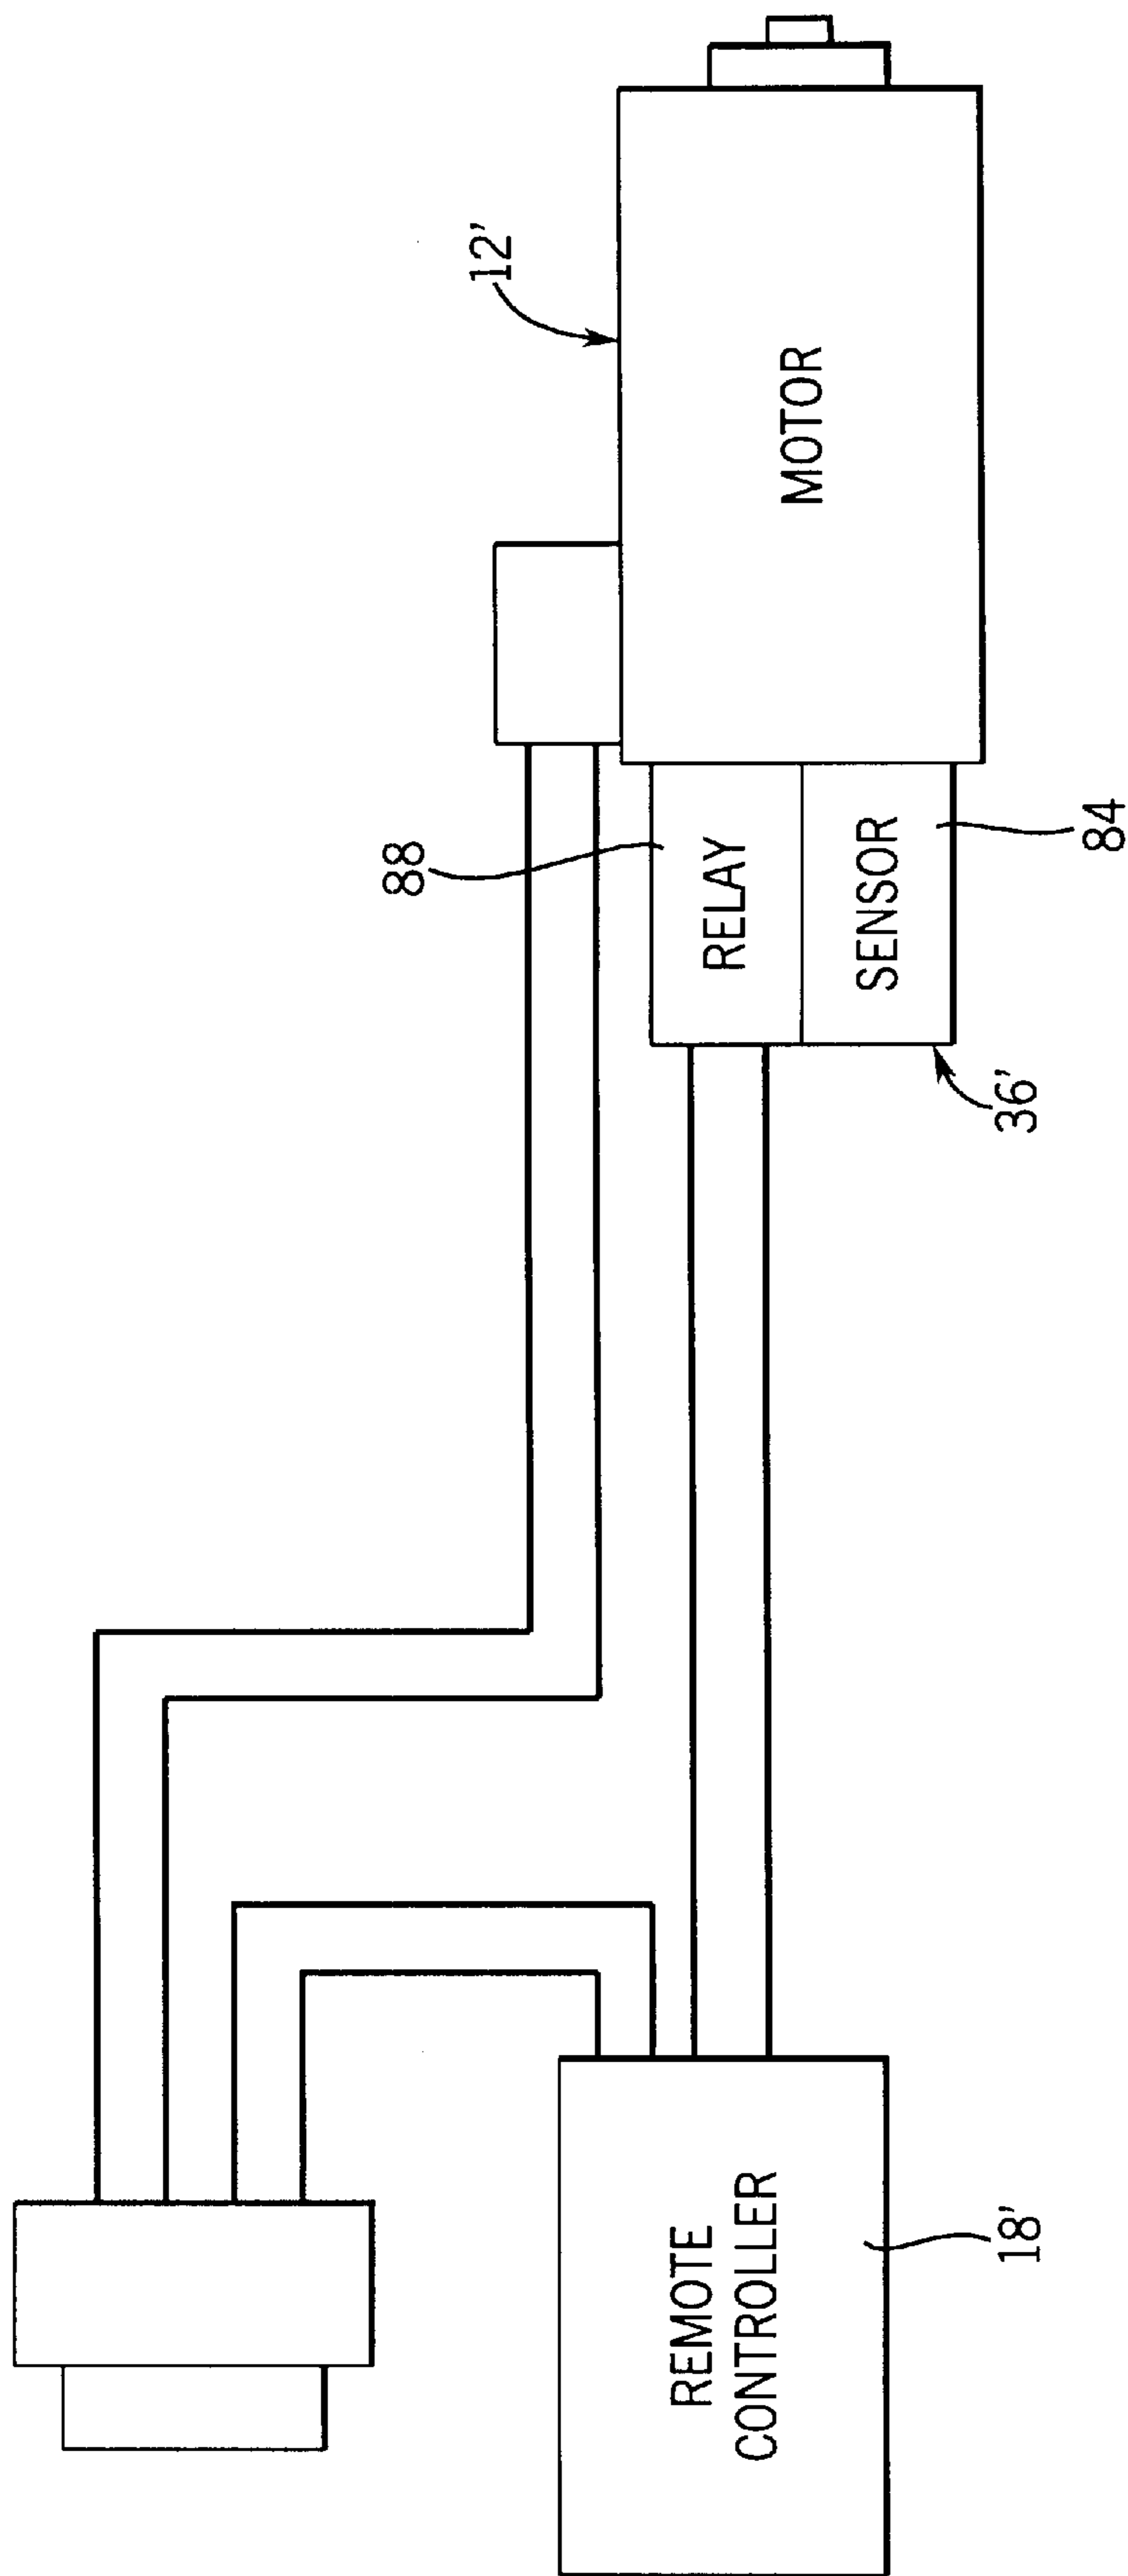 12'
MOTOR
88
RELAY
SENSOR
84
36'
REMOTE
CONTROLLER
18'